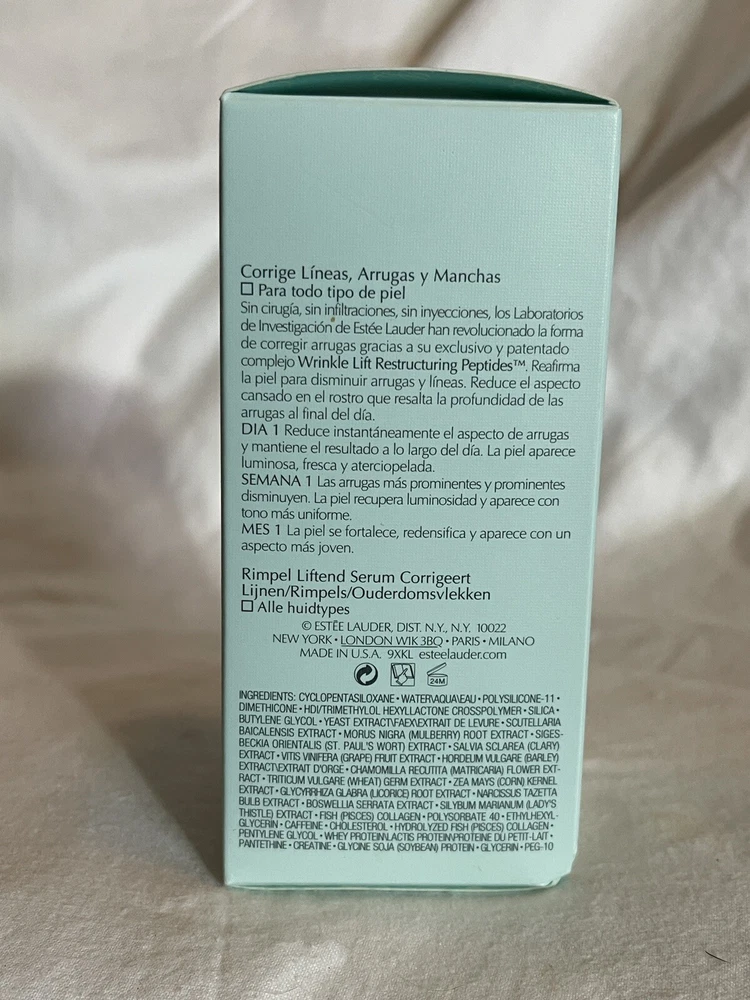 Corrige Líneas, Arrugas y Manchas
☐ Para todo tipo de piel
Sin cirugía, sin infiltraciones, sin inyecciones, los Laboratorios
de Investigación de Estée Lauder han revolucionado la forma
de corregir arrugas gracias a su exclusivo y patentado
complejo Wrinkle Lift Restructuring Peptides™. Reafirma
la piel para disminuir arrugas y líneas. Reduce el aspecto
cansado en el rostro que resalta la profundidad de las
arrugas al final del día.
DIA 1 Reduce instantáneamente el aspecto de arrugas
y mantiene el resultado a lo largo del día. La piel aparece
luminosa, fresca y aterciopelada.
SEMANA 1 Las arrugas más prominentes y prominentes
disminuyen. La piel recupera luminosidad y aparece con
tono más uniforme.
MES 1 La piel se fortalece, redensifica y aparece con un
aspecto más joven.
Rimpel Liftend Serum Corrigeert
Lijnen/Rimpels/Ouderdomsvlekken
☐ Alle huidtypes
© ESTÉE LAUDER, DIST. N.Y., N.Y. 10022
NEW YORK • LONDON W1K 3BQ • PARIS • MILANO
MADE IN U.S.A. 9XKL esteelauder.com
24M
INGREDIENTS: CYCLOPENTASILOXANE • WATER\AQUA\EAU • POLYSILICONE-11 •
DIMETHICONE • HDI/TRIMETHYLOL HEXYLLACTONE CROSSPOLYMER • SILICA •
BUTYLENE GLYCOL • YEAST EXTRACT\FAEX\EXTRAIT DE LEVURE • SCUTELLARIA
BAICALENSIS EXTRACT • MORUS NIGRA (MULBERRY) ROOT EXTRACT • SIGES-
BECKIA ORIENTALIS (ST. PAUL'S WORT) EXTRACT • SALVIA SCLAREA (CLARY)
EXTRACT • VITIS VINIFERA (GRAPE) FRUIT EXTRACT • HORDEUM VULGARE (BARLEY)
EXTRACT\EXTRAIT D'ORGE • CHAMOMILLA RECUTITA (MATRICARIA) FLOWER EXT-
RACT • TRITICUM VULGARE (WHEAT) GERM EXTRACT • ZEA MAYS (CORN) KERNEL
EXTRACT • GLYCYRRHIZA GLABRA (LICORICE) ROOT EXTRACT • NARCISSUS TAZETTA
BULB EXTRACT • BOSWELLIA SERRATA EXTRACT • SILYBUM MARIANUM (LADY'S
THISTLE) EXTRACT • FISH (PISCES) COLLAGEN • POLYSORBATE 40 • ETHYLHEXYL-
GLYCERIN • CAFFEINE • CHOLESTEROL • HYDROLYZED FISH (PISCES) COLLAGEN •
PENTYLENE GLYCOL • WHEY PROTEIN\LACTIS PROTEIN\PROTEINE DU PETIT-LAIT •
PANTETHINE • CREATINE • GLYCINE SOJA (SOYBEAN) PROTEIN • GLYCERIN • PEG-10